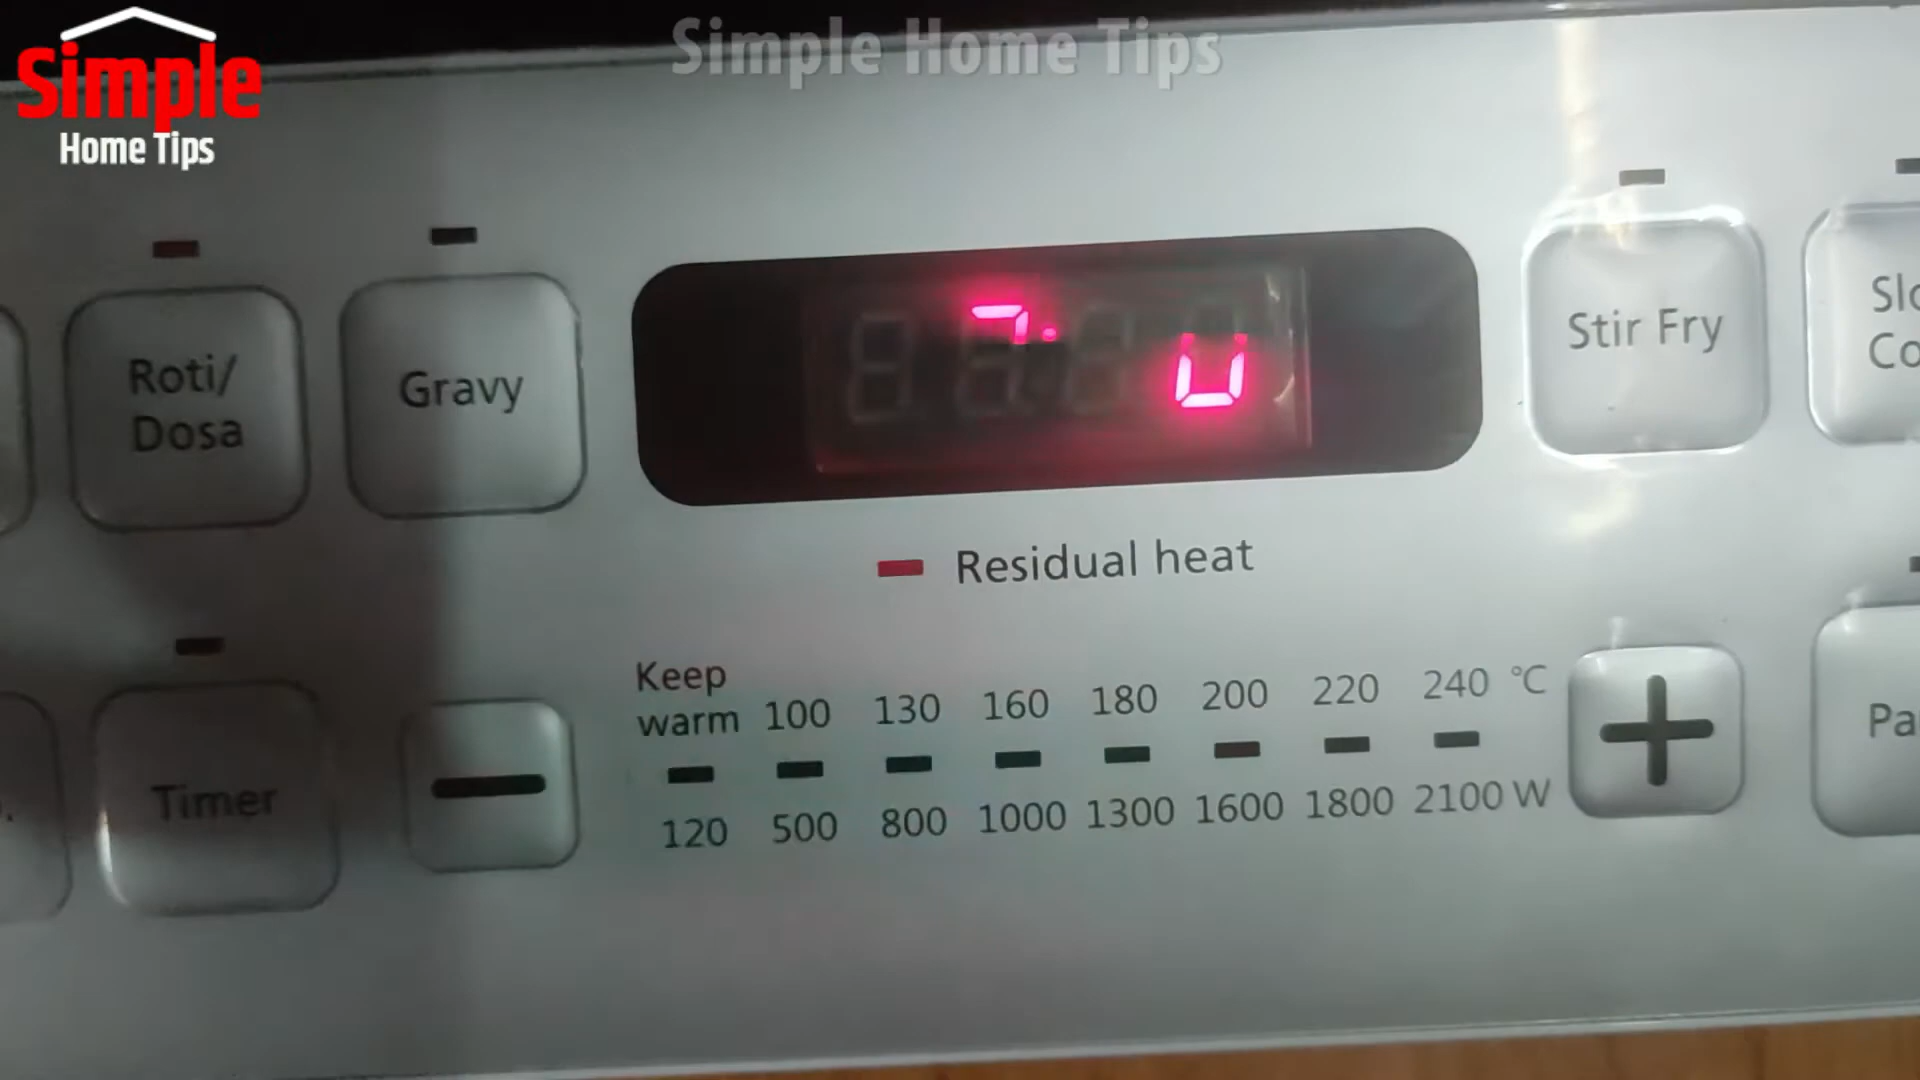 Simple Home Tips
Simple
Home Tips
Roti/
Dosa
Gravy
Stir Fry
Residual heat
Timer
Keep
warm 100 130 160 180 200 220 240 °C
120 500 800 1000 1300 1600 1800 2100 W